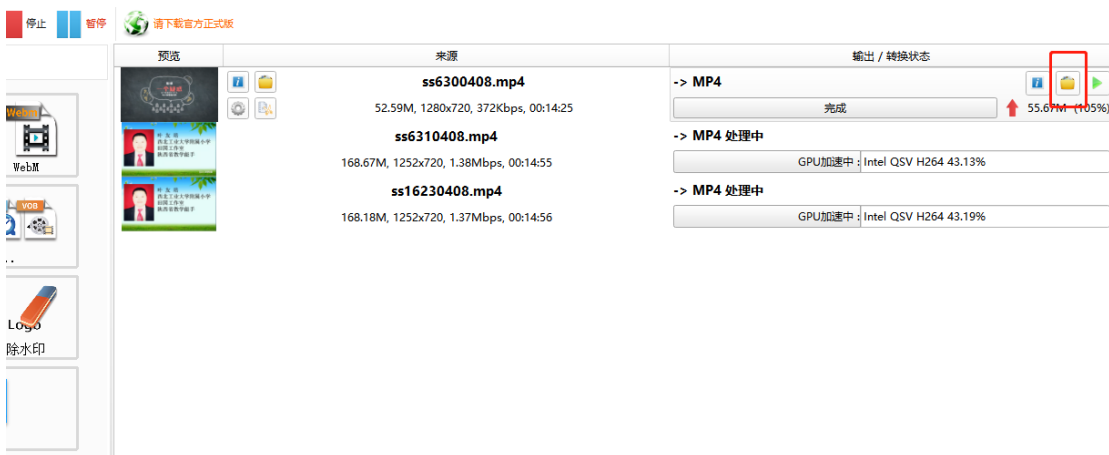 停止 暂停 请下载官方正式版
预览 来源 输出 / 转换状态
ss6300408.mp4 -> MP4
52.59M, 1280x720, 372Kbps, 00:14:25 完成 55.67M (105%)
WebM
WebM
ss6310408.mp4 -> MP4 处理中
168.67M, 1252x720, 1.38Mbps, 00:14:55 GPU加速中 : Intel QSV H264 43.13%
ss16230408.mp4 -> MP4 处理中
VOB
168.18M, 1252x720, 1.37Mbps, 00:14:56 GPU加速中 : Intel QSV H264 43.19%
..
Logo
除水印